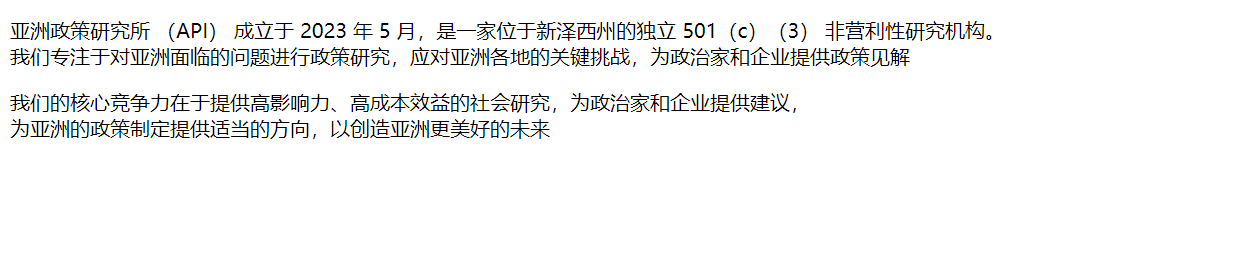 亚洲政策研究所 （API） 成立于 2023 年 5 月，是一家位于新泽西州的独立 501（c）（3） 非营利性研究机构。
我们专注于对亚洲面临的问题进行政策研究，应对亚洲各地的关键挑战，为政治家和企业提供政策见解
我们的核心竞争力在于提供高影响力、高成本效益的社会研究，为政治家和企业提供建议，
为亚洲的政策制定提供适当的方向，以创造亚洲更美好的未来